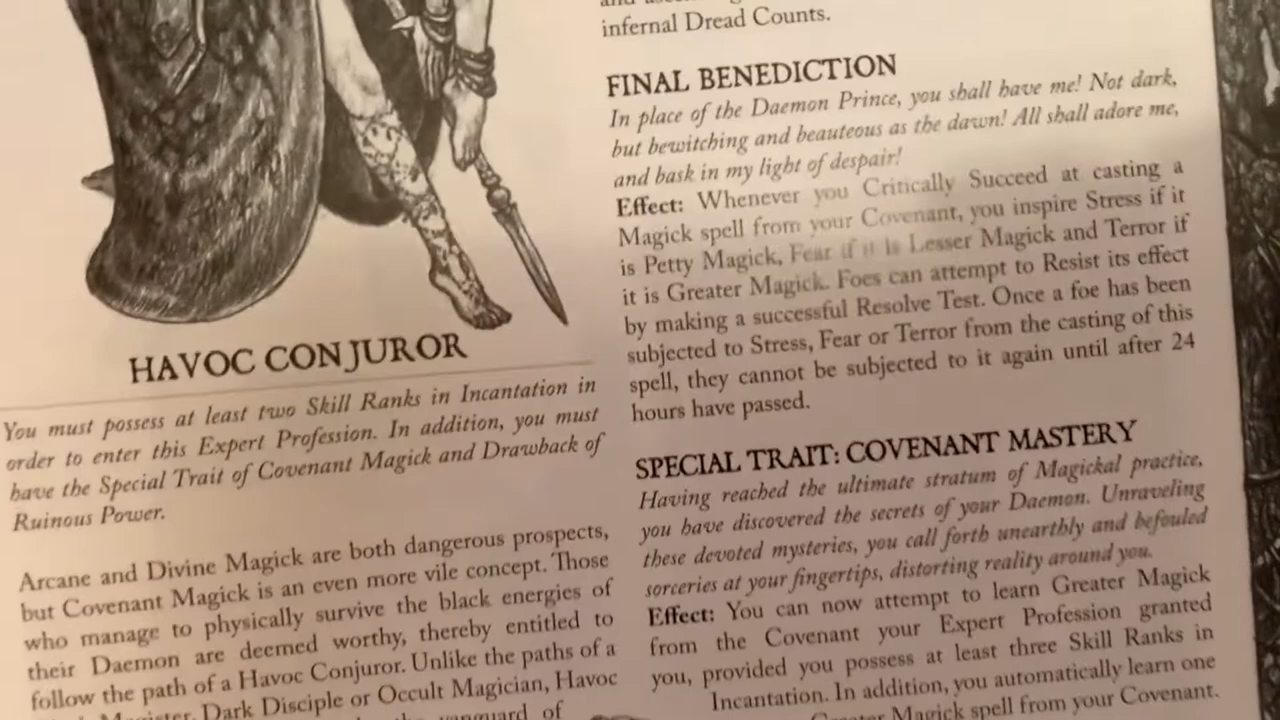 HAVOC CONJUROR
You must possess at least two Skill Ranks in Incantation in
order to enter this Expert Profession. In addition, you must
have the Special Trait of Covenant Magick and Drawback of
Ruinous Power.
Arcane and Divine Magick are both dangerous prospects,
but Covenant Magick is an even more vile concept. Those
who manage to physically survive the black energies of
their Daemon are deemed worthy, thereby entitled to
follow the path of a Havoc Conjuror. Unlike the paths of a
Magister, Dark Disciple or Occult Magician, Havoc
vanguard of
infernal Dread Counts.
FINAL BENEDICTION
In place of the Daemon Prince, you shall have me! Not dark,
but bewitching and beauteous as the dawn! All shall adore me,
and bask in my light of despair!
Effect: Whenever you Critically Succeed at casting a
Magick spell from your Covenant, you inspire Stress if it
is Petty Magick, Fear if it is Lesser Magick and Terror if
it is Greater Magick. Foes can attempt to Resist its effect
by making a successful Resolve Test. Once a foe has been
subjected to Stress, Fear or Terror from the casting of this
spell, they cannot be subjected to it again until after 24
hours have passed.
SPECIAL TRAIT: COVENANT MASTERY
Having reached the ultimate stratum of Magickal practice,
you have discovered the secrets of your Daemon. Unraveling
these devoted mysteries, you call forth unearthly and befouled
sorceries at your fingertips, distorting reality around you.
Effect: You can now attempt to learn Greater Magick
from the Covenant your Expert Profession granted
you, provided you possess at least three Skill Ranks in
Incantation. In addition, you automatically learn one
Greater Magick spell from your Covenant.